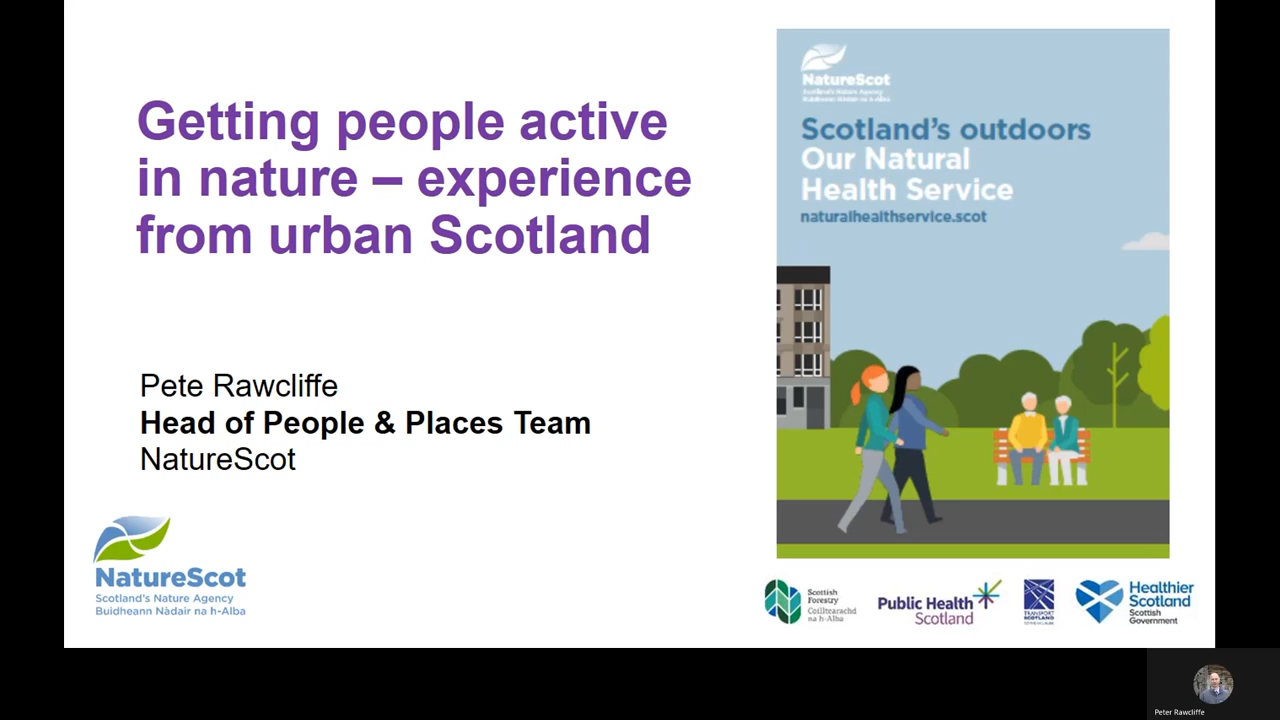 Getting people active
in nature – experience
from urban Scotland
Pete Rawcliffe
Head of People & Places Team
NatureScot
NatureScot
Scotland's Nature Agency
Buidheann Nàdair na h-Alba
NatureScot
Scotland's Nature Agency
Buidheann Nàdair na h-Alba
Scotland's outdoors
Our Natural
Health Service
naturalhealthservice.scot
Scottish
Forestry
Coilltearachd
na h-Alba
Public Health
Scotland
TRANSPORT
SCOTLAND
Healthier
Scotland
Scottish
Government
Peter Rawcliffe